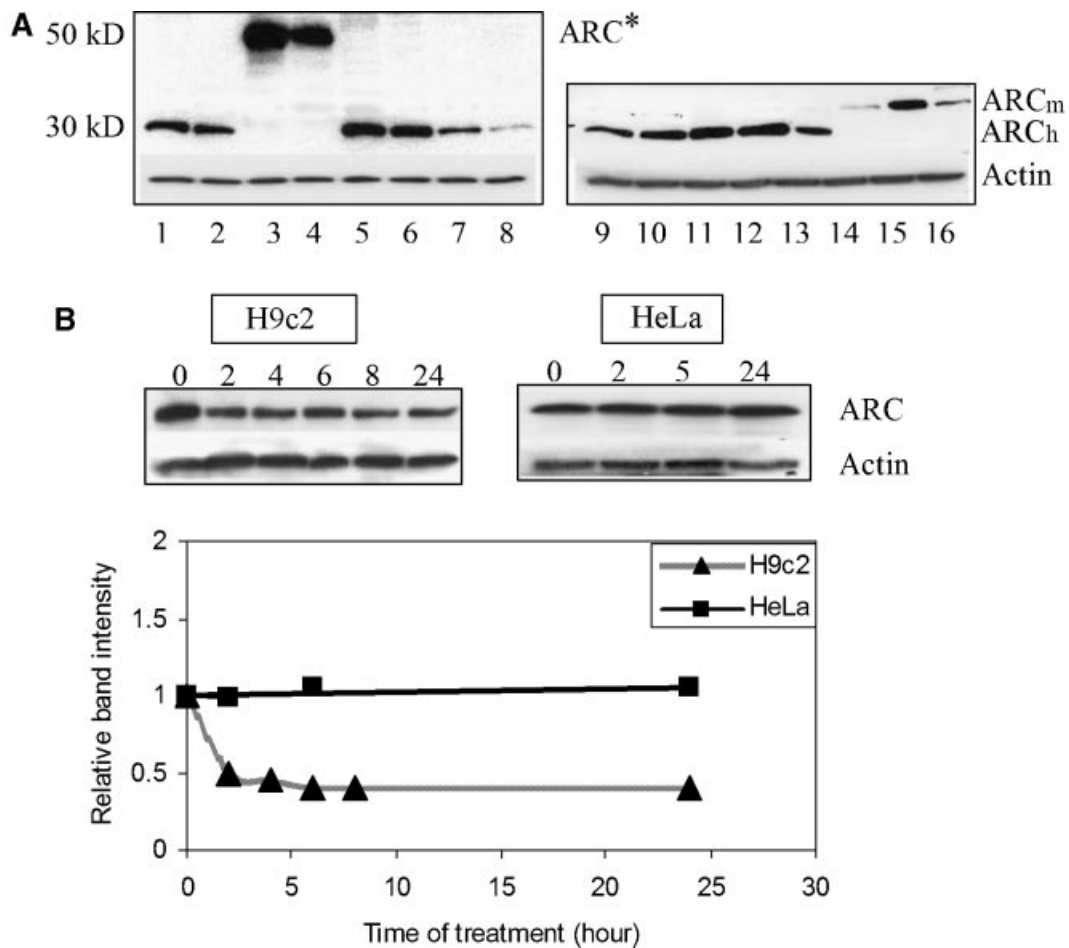 A
50 kD
ARC*
30 kD
ARCm
ARCh
Actin
1 2 3 4 5 6 7 8
9 10 11 12 13 14 15 16
B
H9c2
HeLa
0 2 4 6 8 24
0 2 5 24
ARC
Actin
2
1.5
1
0.5
0
Relative band intensity
H9c2
HeLa
0 5 10 15 20 25 30
Time of treatment (hour)